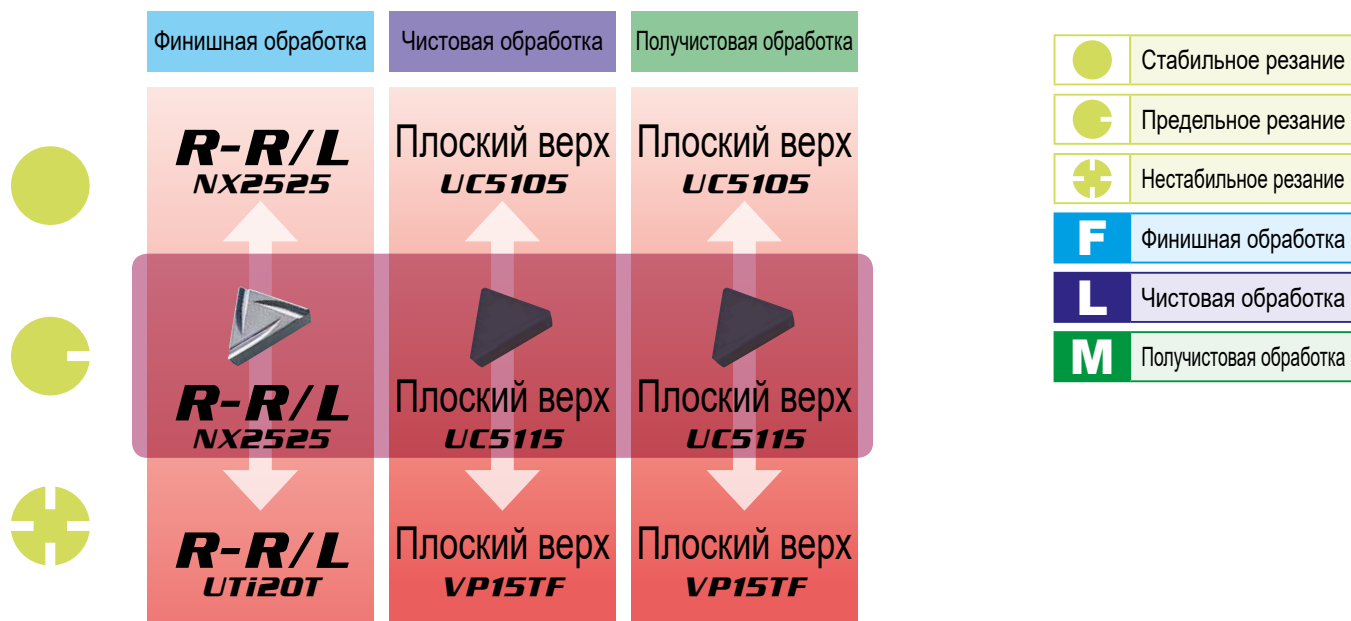 Финишная обработка
Чистовая обработка
Получистовая обработка
R-R/L
NX2525
Плоский верх
UC5105
Плоский верх
UC5105
R-R/L
NX2525
Плоский верх
UC5115
Плоский верх
UC5115
R-R/L
UTi20T
Плоский верх
VP15TF
Плоский верх
VP15TF
Стабильное резание
Предельное резание
Нестабильное резание
F Финишная обработка
L Чистовая обработка
M Получистовая обработка